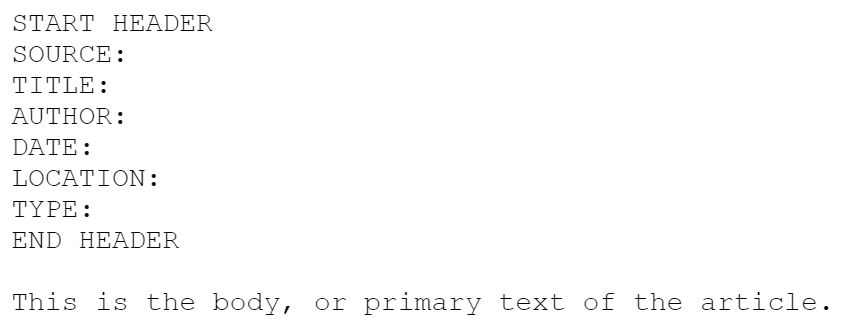 START HEADER
SOURCE:
TITLE:
AUTHOR:
DATE:
LOCATION:
TYPE:
END HEADER
This is the body, or primary text of the article.